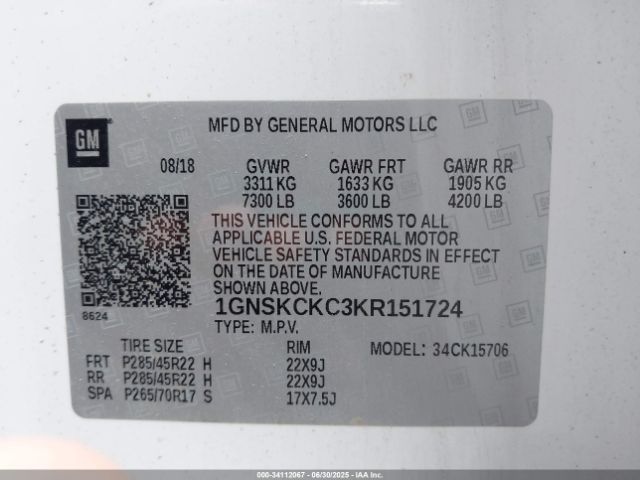 GM
MFD BY GENERAL MOTORS LLC
08/18 GVWR GAWR FRT GAWR RR
3311 KG 1633 KG 1905 KG
7300 LB 3600 LB 4200 LB
THIS VEHICLE CONFORMS TO ALL
APPLICABLE U.S. FEDERAL MOTOR
VEHICLE SAFETY STANDARDS IN EFFECT
ON THE DATE OF MANUFACTURE
SHOWN ABOVE.
8624
1GNSKCKC3KR151724
TYPE: M.P.V.
TIRE SIZE RIM MODEL: 34CK15706
FRT P285/45R22 H 22X9J
RR P285/45R22 H 22X9J
SPA P265/70R17 S 17X7.5J
000-34112067 - 06/30/2025 - IAAHQCR